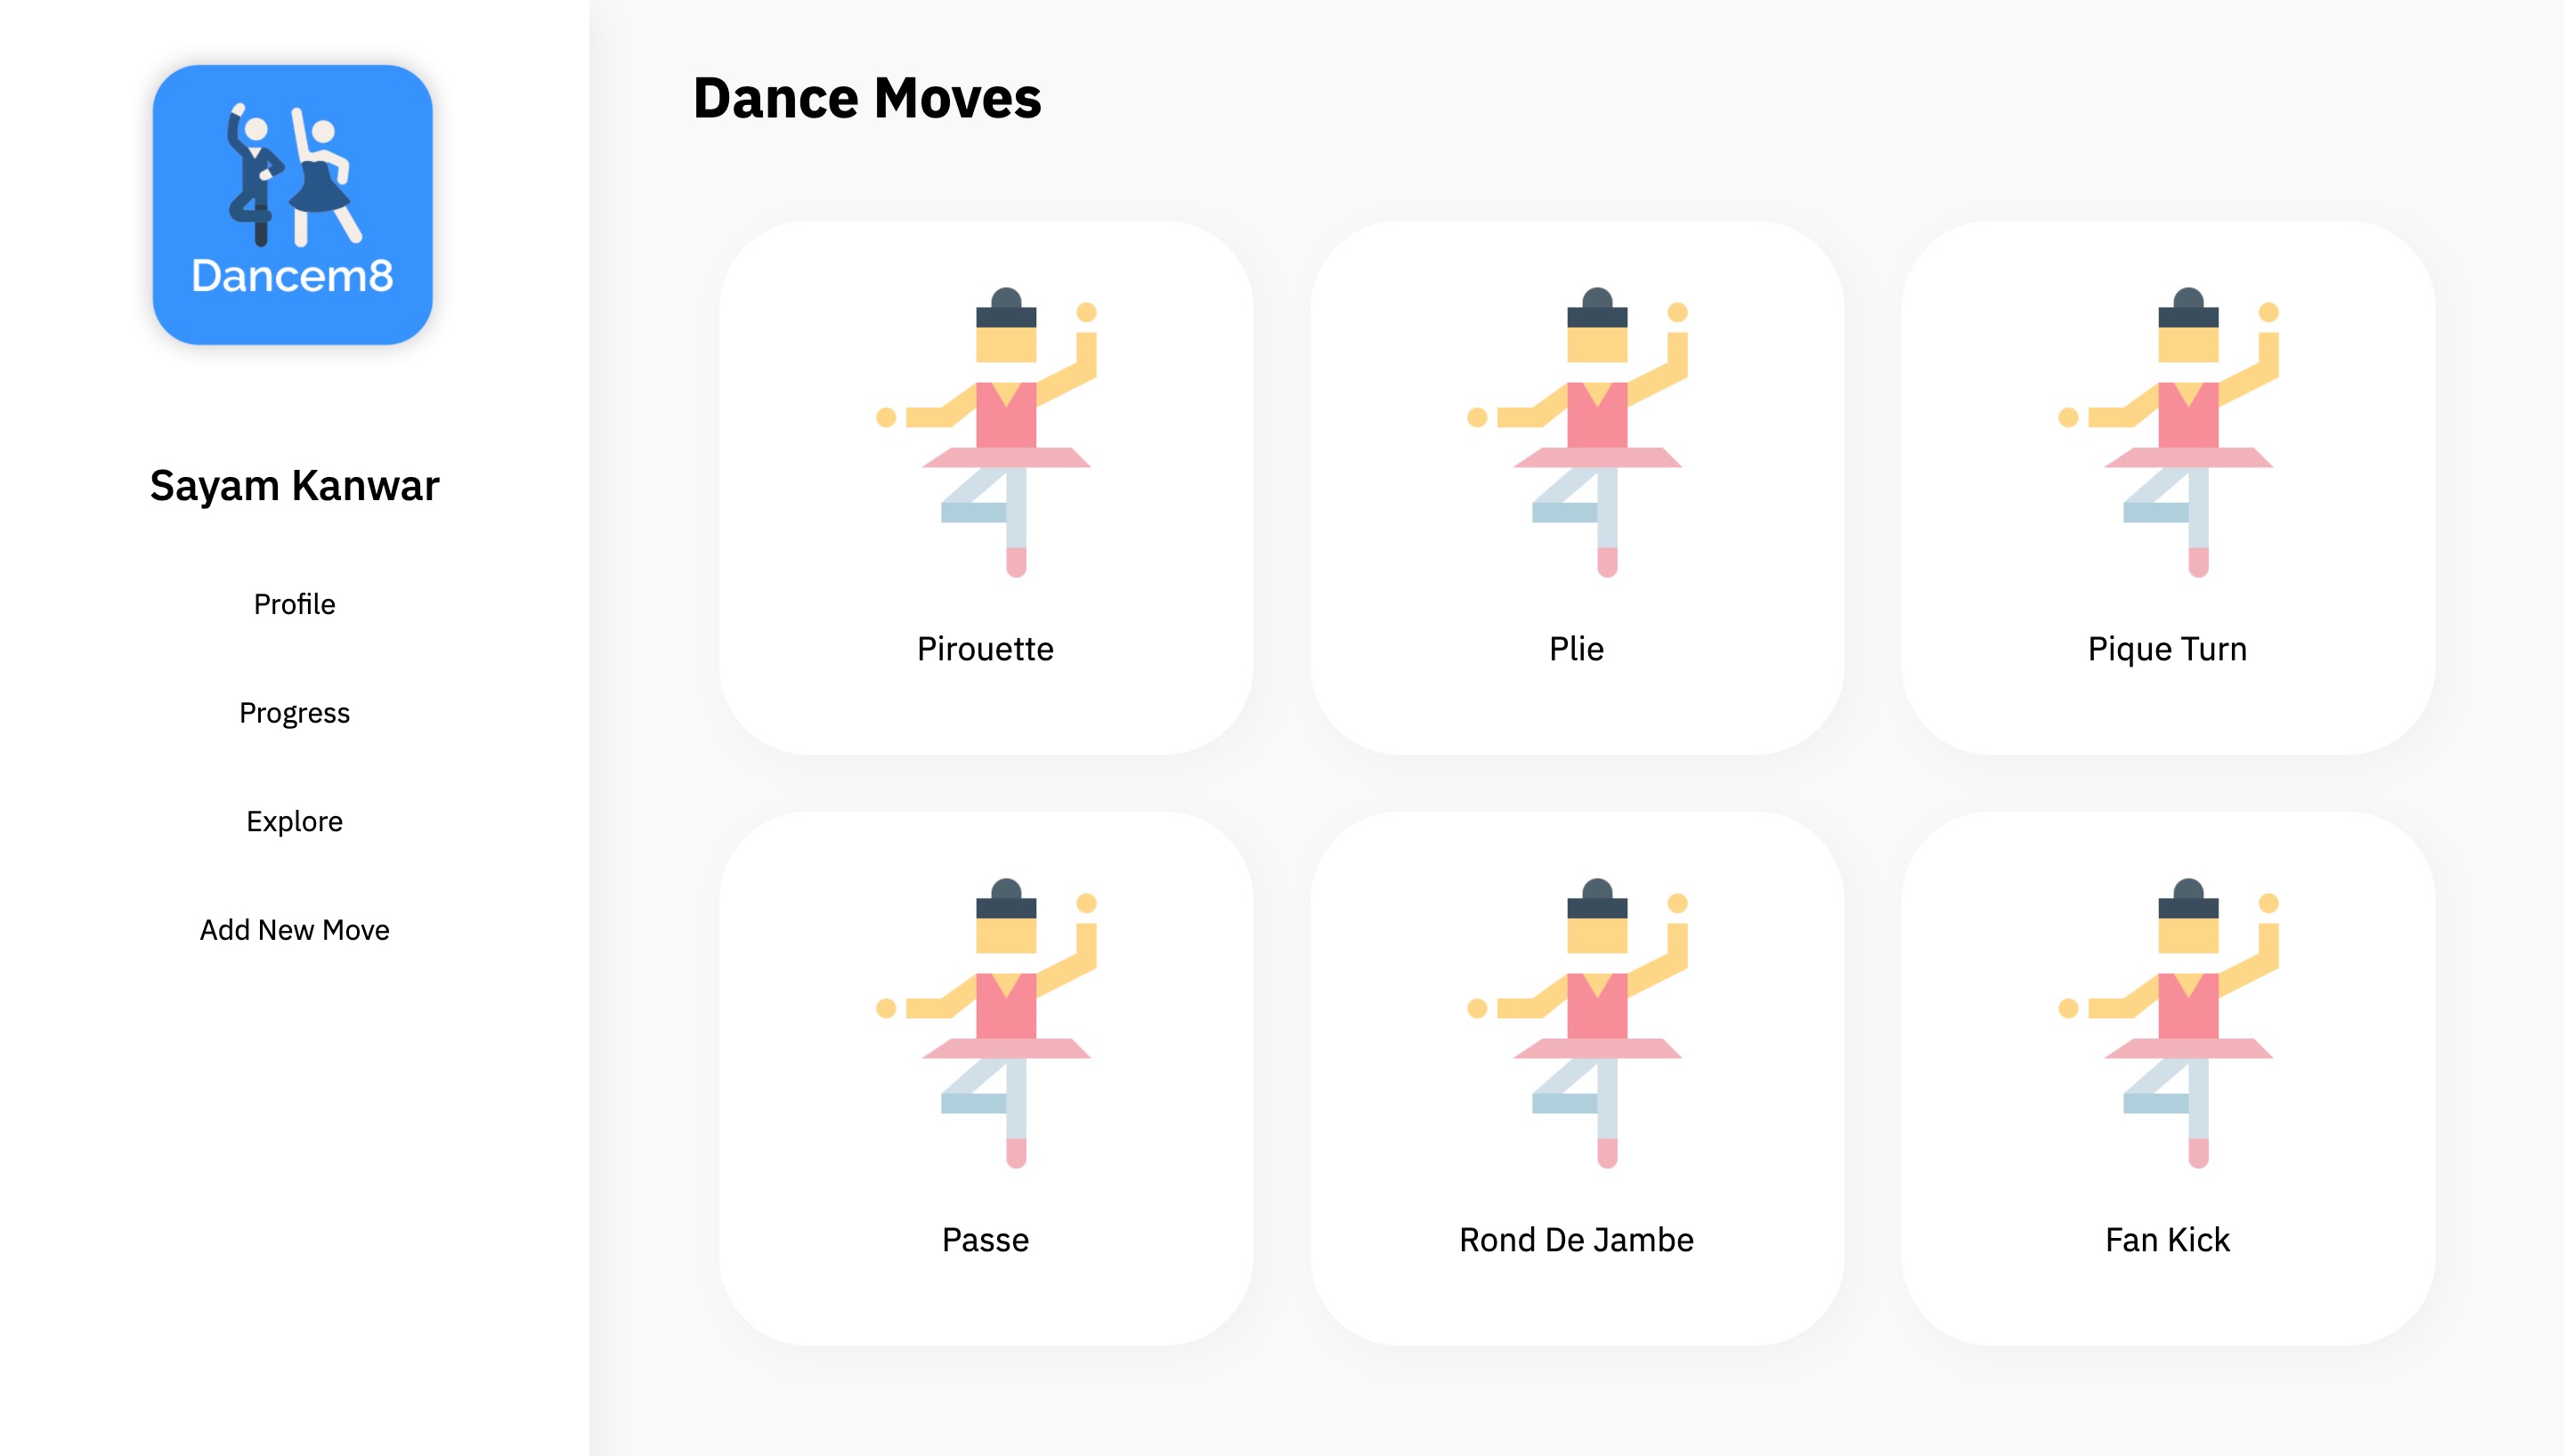 Dancem8
Sayam Kanwar
Profile
Progress
Explore
Add New Move
Dance Moves
Pirouette
Plie
Pique Turn
Passe
Rond De Jambe
Fan Kick